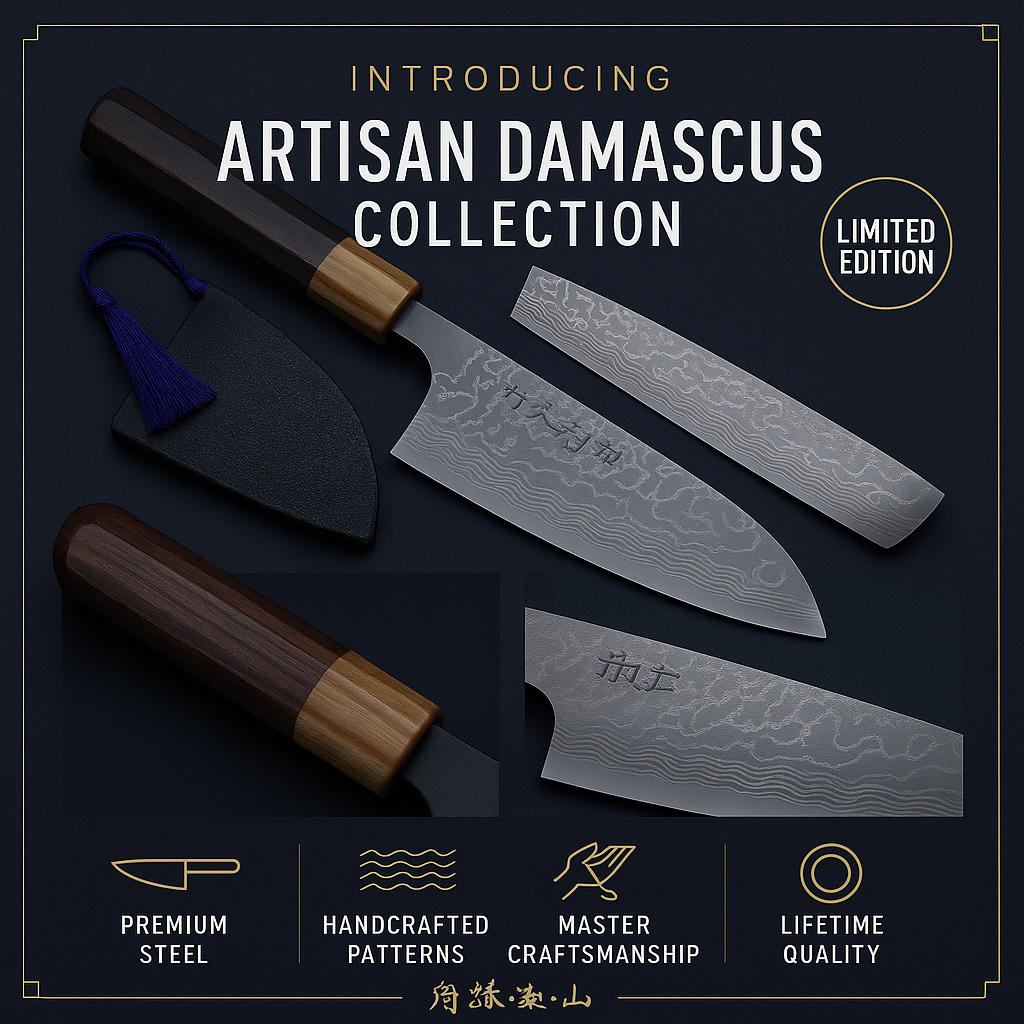 INTRODUCING
ARTISAN DAMASCUS
COLLECTION
LIMITED
EDITION
PREMIUM
STEEL
HANDCRAFTED
PATTERNS
MASTER
CRAFTSMANSHIP
LIFETIME
QUALITY